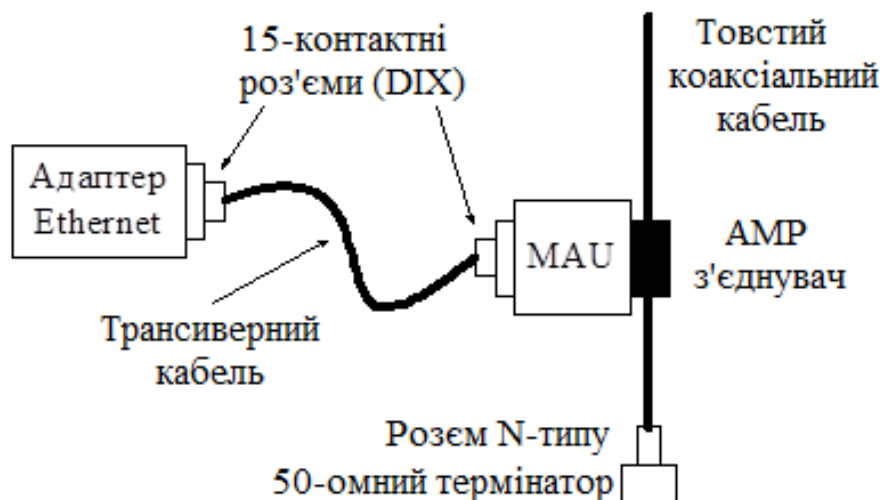 15-контактні
роз'єми (DIX)
Товстий
коаксіальний
кабель
Адаптер
Ethernet
MAU
AMP
з'єднувач
Трансиверний
кабель
Розєм N-типу
50-омний термінатор